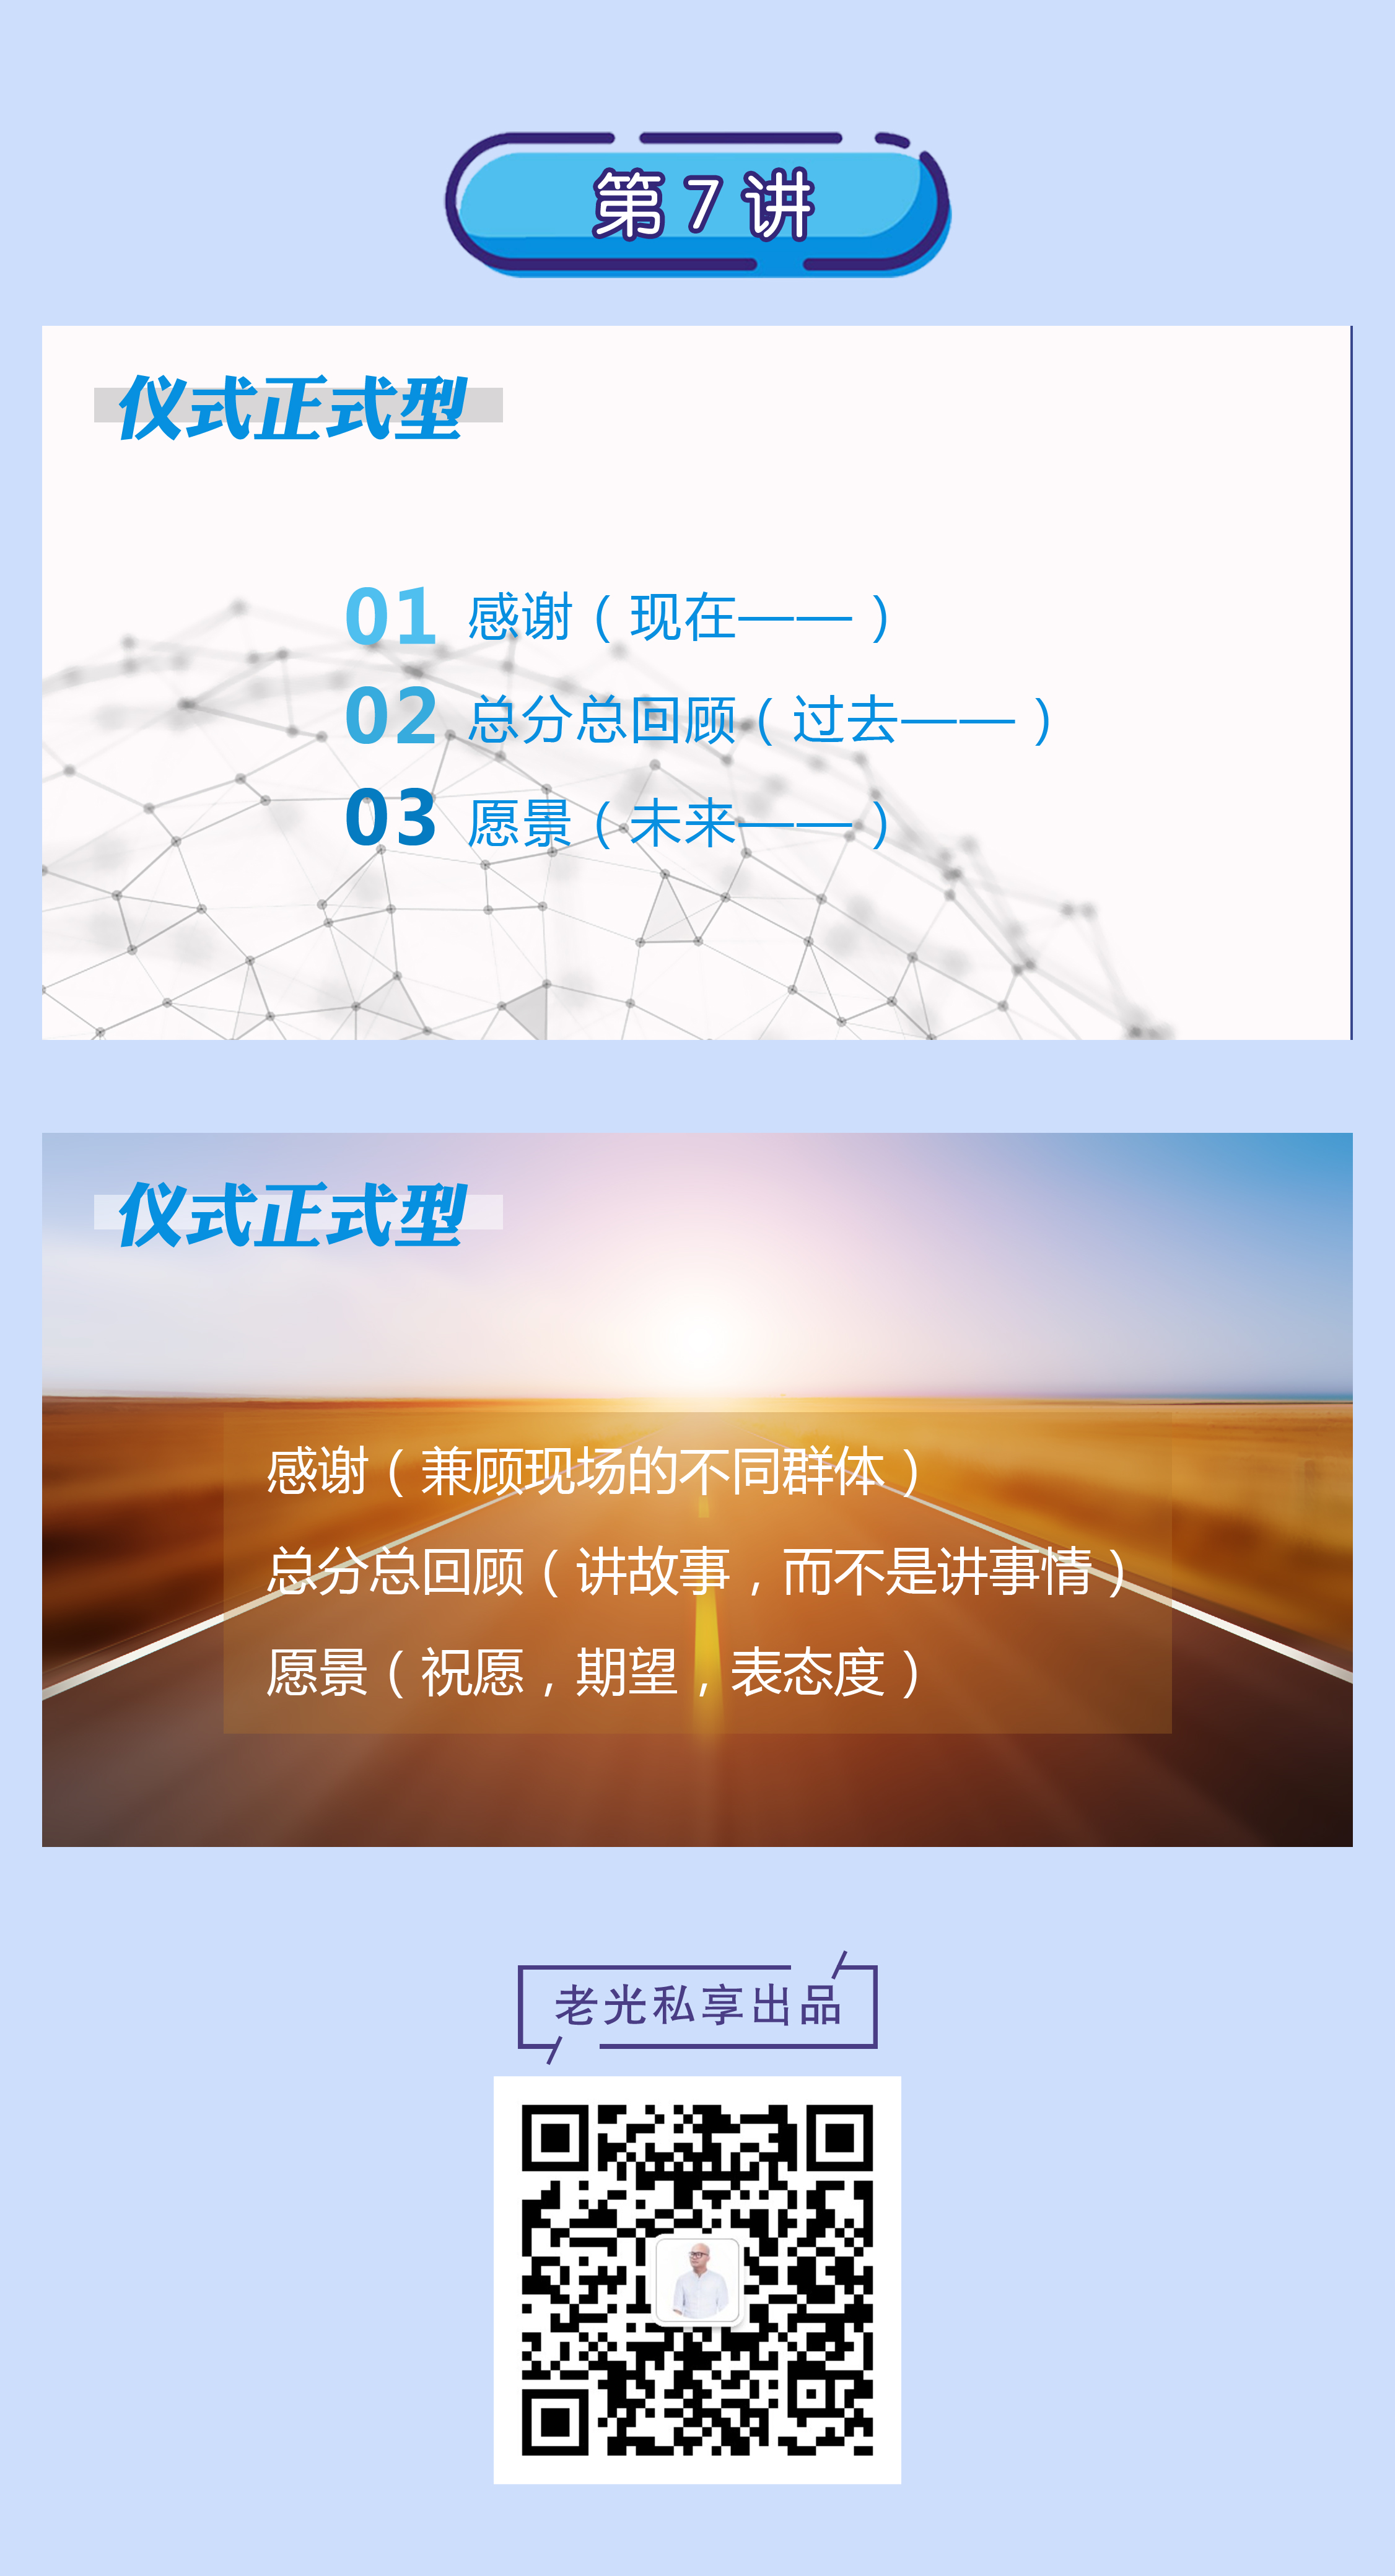 第7讲
仪式正式型
01 感谢（现在——）
02 总分总回顾（过去——）
03 愿景（未来——）
仪式正式型
感谢（兼顾现场的不同群体）
总分总回顾（讲故事，而不是讲事情）
愿景（祝愿，期望，表态度）
老光私享出品